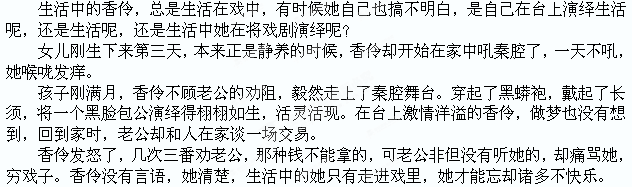 生活中的香伶，总是生活在戏中，有时候她自己也搞不明白，是自己在台上演绎生活
呢，还是生活呢，还是生活中她在将戏剧演绎呢？
女儿刚生下来第三天，本来正是静养的时候，香伶却开始在家中吼秦腔了，一天不吼，
她喉咙发痒。
孩子刚满月，香伶不顾老公的劝阻，毅然走上了秦腔舞台。穿起了黑蟒袍，戴起了长
须，将一个黑脸包公演绎得栩栩如生，活灵活现。在台上激情洋溢的香伶，做梦也没有想
到，回到家时，老公却和人在家谈一场交易。
香伶发怒了，几次三番劝老公，那种钱不能拿的，可老公非但没有听她的，却痛骂她，
穷戏子。香伶没有言语，她清楚，生活中的她只有走进戏里，她才能忘却诸多不快乐。